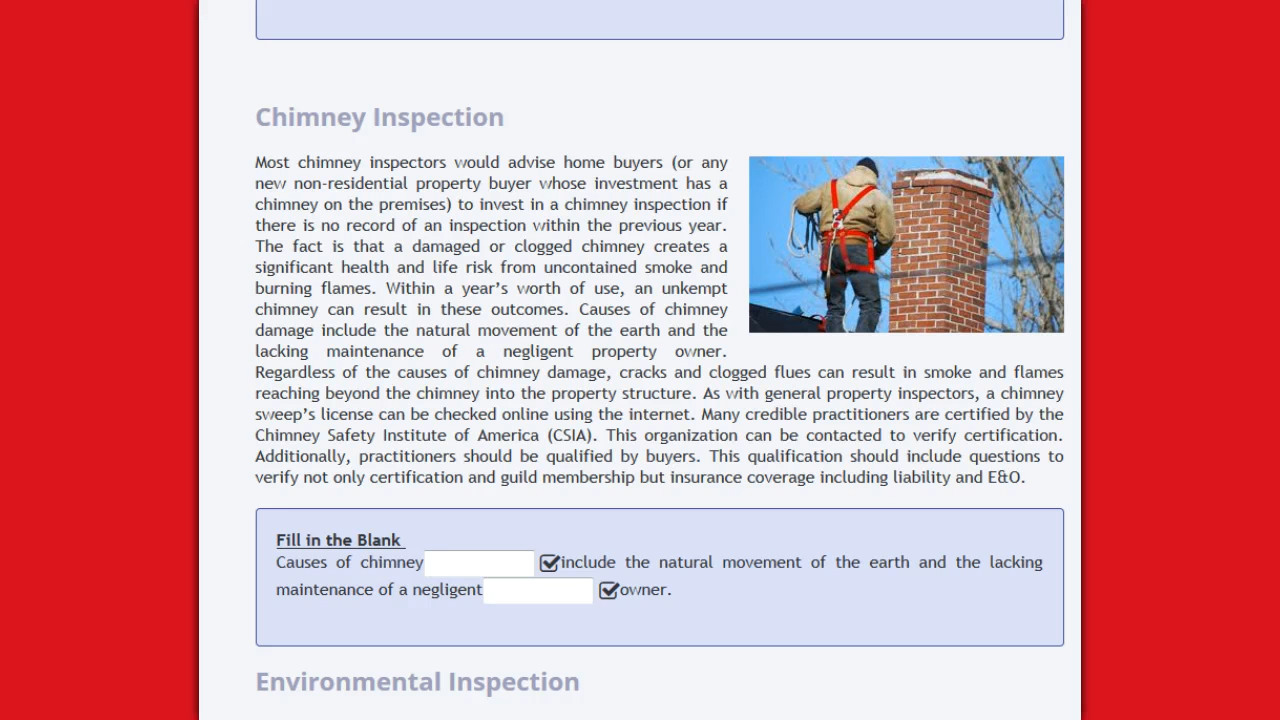 Chimney Inspection
Most chimney inspectors would advise home buyers (or any
new non-residential property buyer whose investment has a
chimney on the premises) to invest in a chimney inspection if
there is no record of an inspection within the previous year.
The fact is that a damaged or clogged chimney creates a
significant health and life risk from uncontained smoke and
burning flames. Within a year’s worth of use, an unkempt
chimney can result in these outcomes. Causes of chimney
damage include the natural movement of the earth and the
lacking maintenance of a negligent property owner.
Regardless of the causes of chimney damage, cracks and clogged flues can result in smoke and flames
reaching beyond the chimney into the property structure. As with general property inspectors, a chimney
sweep’s license can be checked online using the internet. Many credible practitioners are certified by the
Chimney Safety Institute of America (CSIA). This organization can be contacted to verify certification.
Additionally, practitioners should be qualified by buyers. This qualification should include questions to
verify not only certification and guild membership but insurance coverage including liability and E&O.
Fill in the Blank
Causes of chimney include the natural movement of the earth and the lacking
maintenance of a negligent owner.
Environmental Inspection